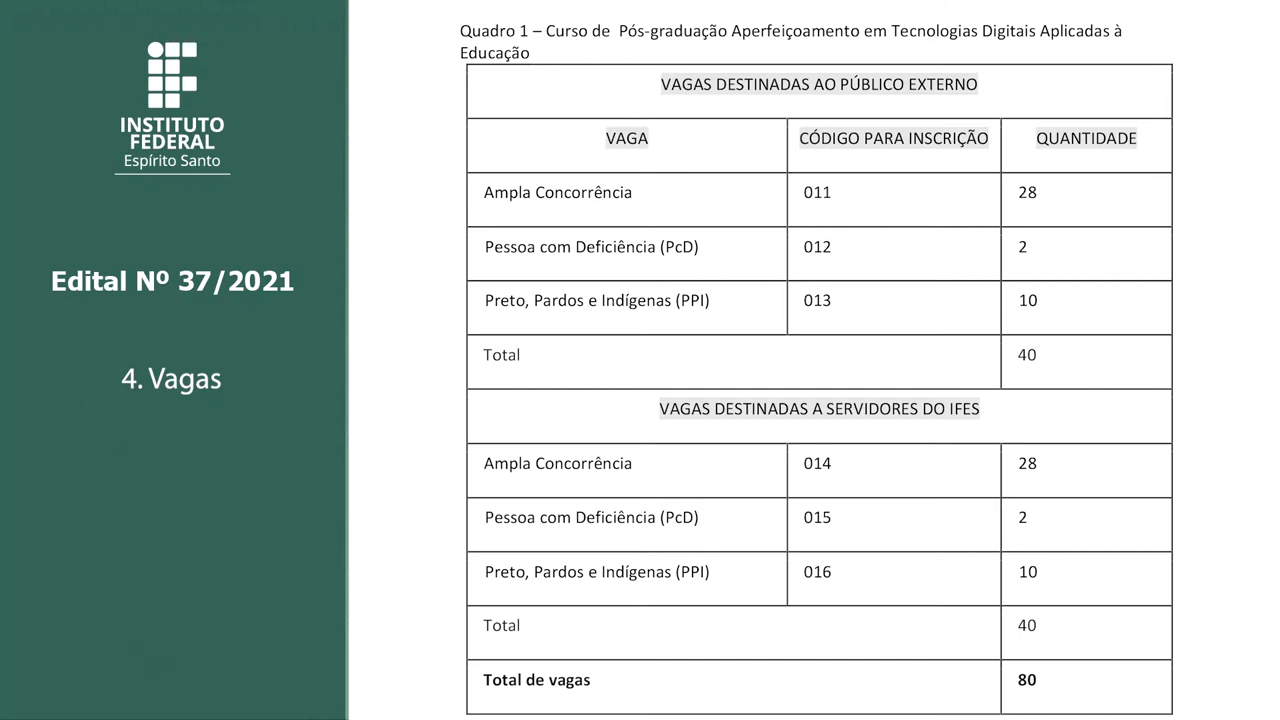 INSTITUTO
FEDERAL
Espírito Santo
Edital Nº 37/2021
4. Vagas
Quadro 1 – Curso de Pós-graduação Aperfeiçoamento em Tecnologias Digitais Aplicadas à
Educação
VAGAS DESTINADAS AO PÚBLICO EXTERNO
VAGA CÓDIGO PARA INSCRIÇÃO QUANTIDADE
Ampla Concorrência 011 28
Pessoa com Deficiência (PcD) 012 2
Preto, Pardos e Indígenas (PPI) 013 10
Total 40
VAGAS DESTINADAS A SERVIDORES DO IFES
Ampla Concorrência 014 28
Pessoa com Deficiência (PcD) 015 2
Preto, Pardos e Indígenas (PPI) 016 10
Total 40
Total de vagas 80